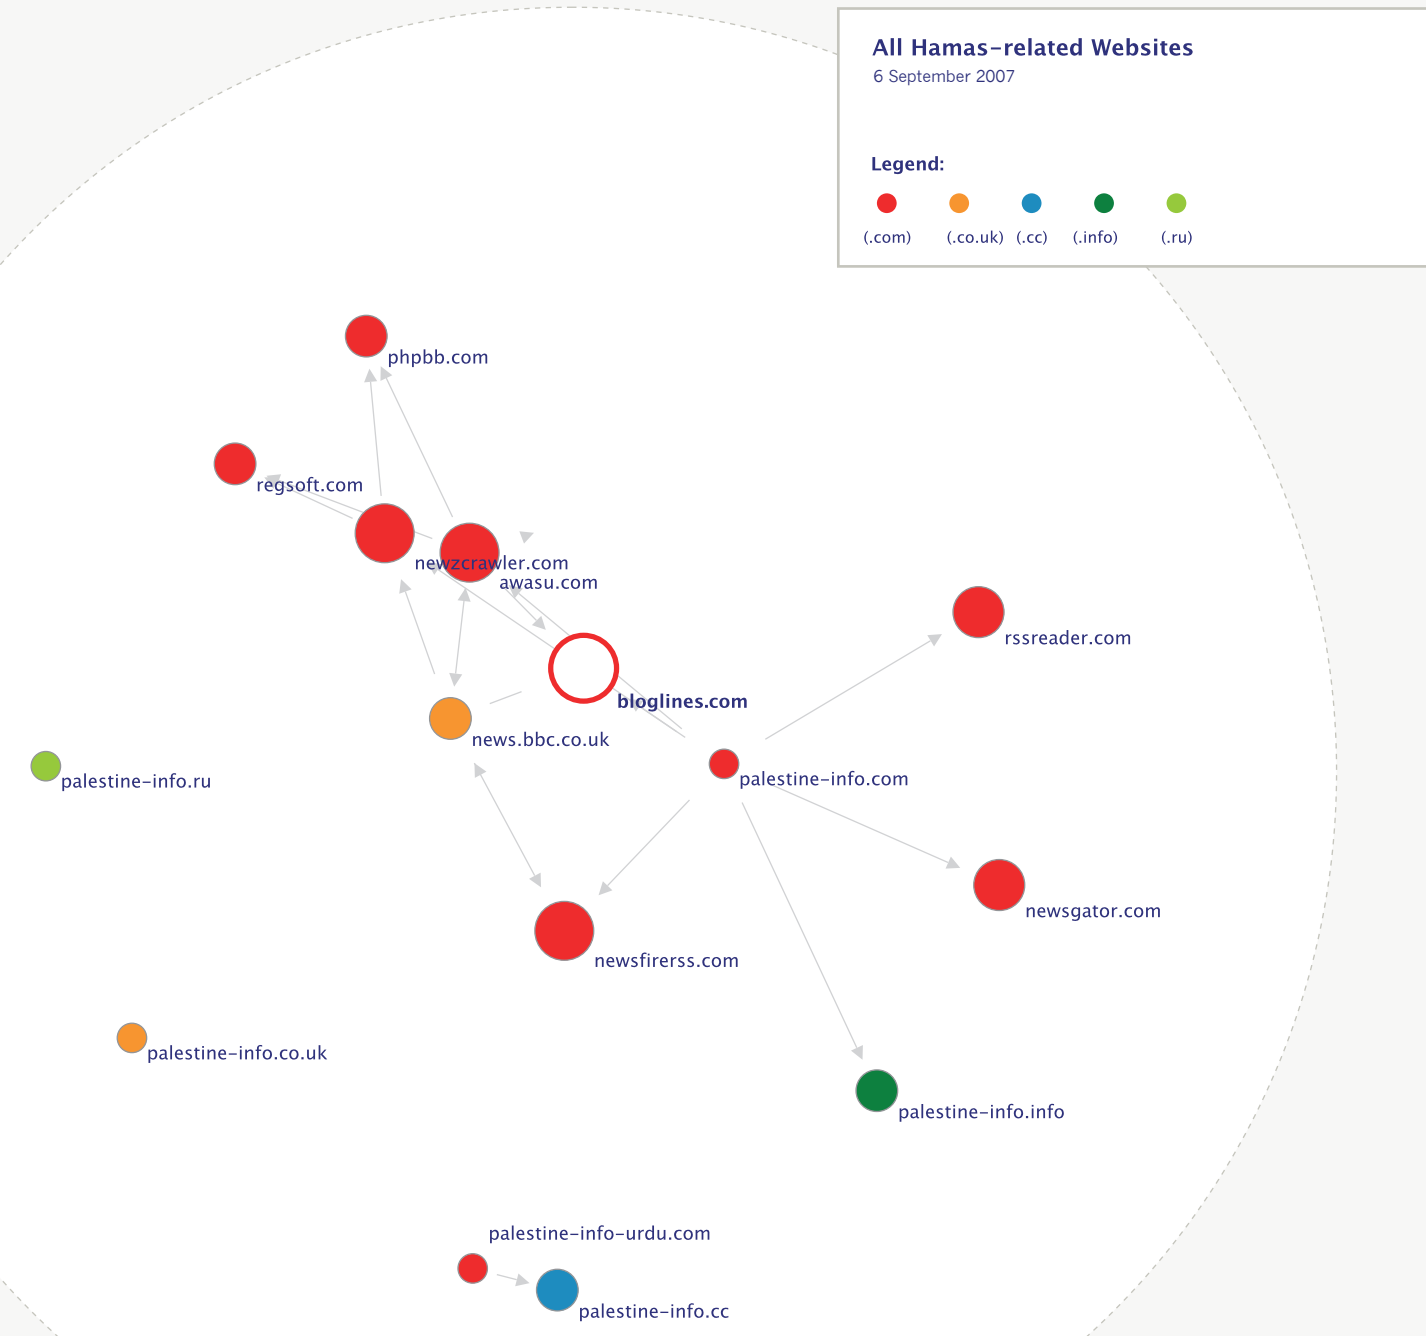 All Hamas-related Websites
6 September 2007
Legend:
(.com) (.co.uk) (.cc) (.info) (.ru)
phpbb.com
regsoft.com
newzcrawler.com
awasu.com
rssreader.com
bloglines.com
news.bbc.co.uk
palestine-info.com
palestine-info.ru
newsgator.com
newsfirerss.com
palestine-info.co.uk
palestine-info.info
palestine-info-urdu.com
palestine-info.cc